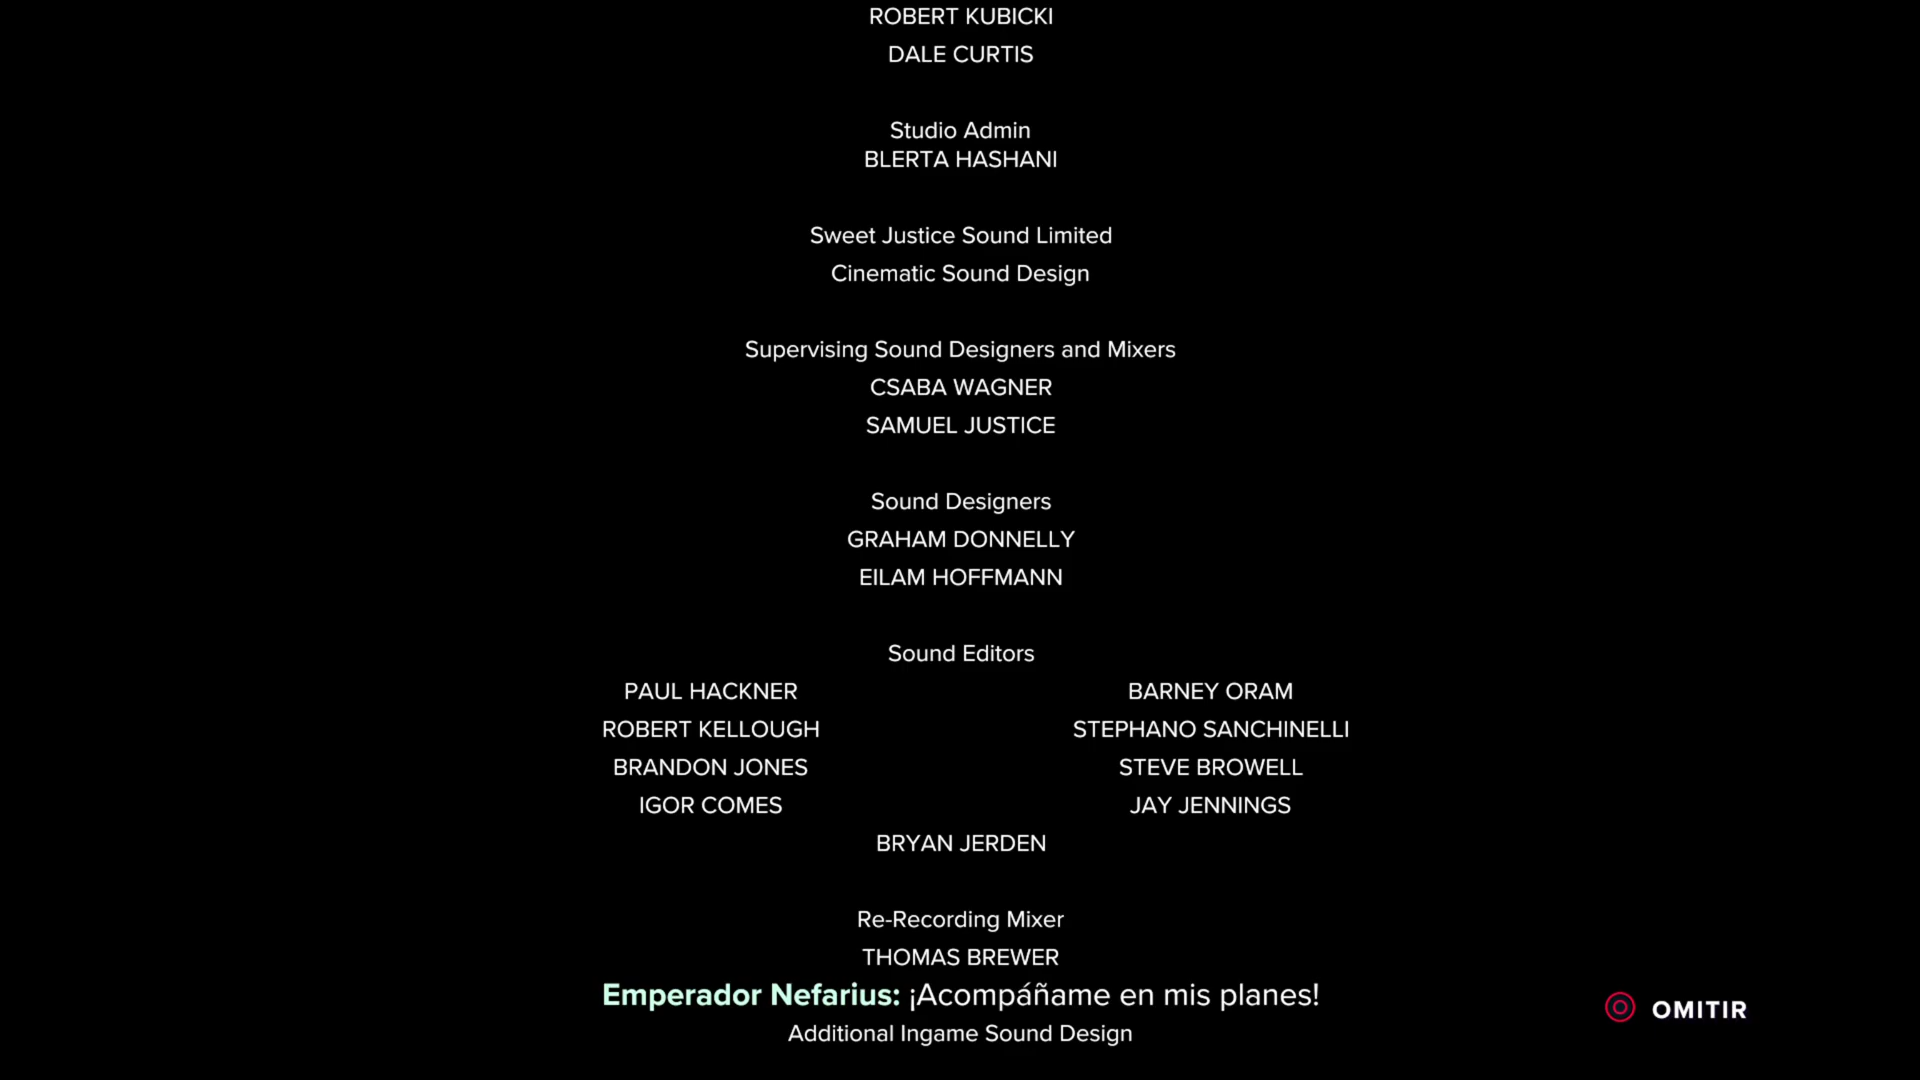 ROBERT KUBICKI
DALE CURTIS
Studio Admin
BLERTA HASHANI
Sweet Justice Sound Limited
Cinematic Sound Design
Supervising Sound Designers and Mixers
CSABA WAGNER
SAMUEL JUSTICE
Sound Designers
GRAHAM DONNELLY
EILAM HOFFMANN
Sound Editors
PAUL HACKNER BARNEY ORAM
ROBERT KELLOUGH STEPHANO SANCHINELLI
BRANDON JONES STEVE BROWELL
IGOR COMES JAY JENNINGS
BRYAN JERDEN
Re-Recording Mixer
THOMAS BREWER
Emperador Nefarius: ¡Acompáñame en mis planes!
OMITIR
Additional Ingame Sound Design